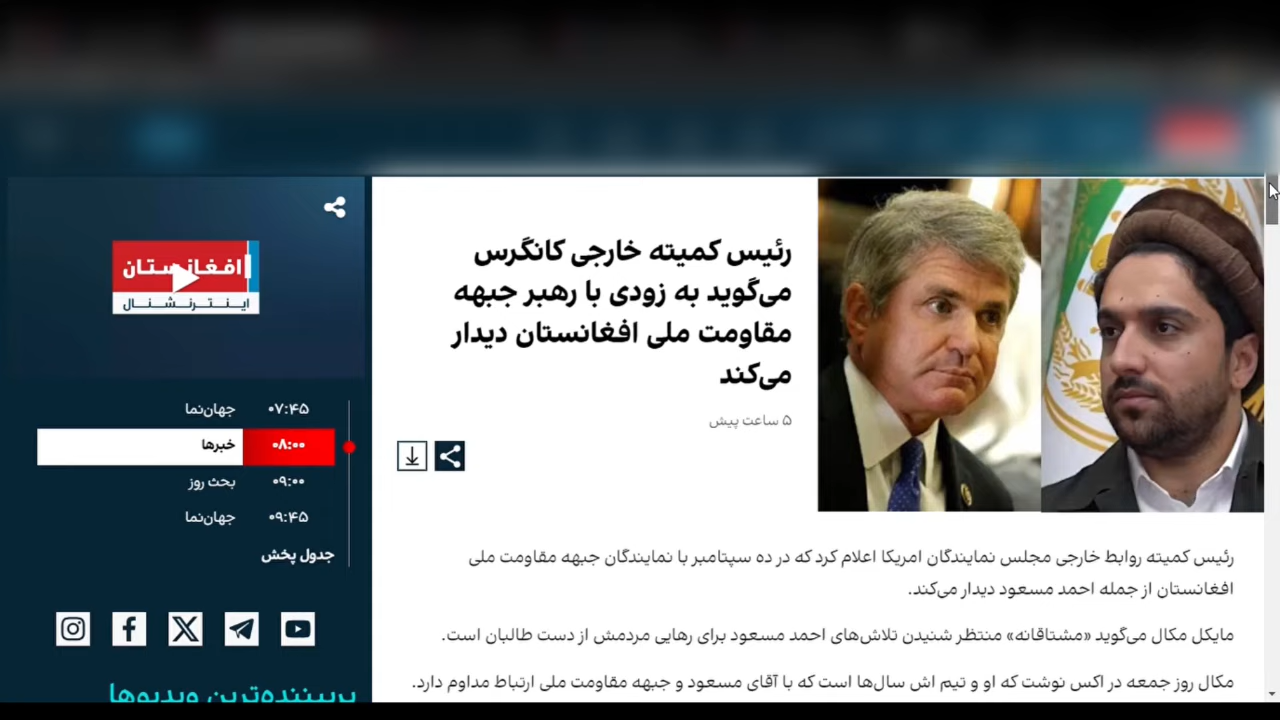 رئیس کمیته خارجی کانگرس
می‌گوید به زودی با رهبر جبهه
مقاومت ملی افغانستان دیدار
می‌کند
۵ ساعت پیش
رئیس کمیته روابط خارجی مجلس نمایندگان امریکا اعلام کرد که در ده سپتامبر با نمایندگان جبهه مقاومت ملی
افغانستان از جمله احمد مسعود دیدار می‌کند.
مایکل مکال می‌گوید «مشتاقانه» منتظر شنیدن تلاش‌های احمد مسعود برای رهایی مردمش از دست طالبان است.
مکال روز جمعه در اکس نوشت که او و تیم اش سال‌ها است که با آقای مسعود و جبهه مقاومت ملی ارتباط مداوم دارد.
افغانستان
اینترنشنال
۰۷:۴۵ جهان‌نما
۰۸:۰۰ خبرها
۰۹:۰۰ بحث روز
۰۹:۴۵ جهان‌نما
جدول پخش
پربیننده‌ترین ویدیوها